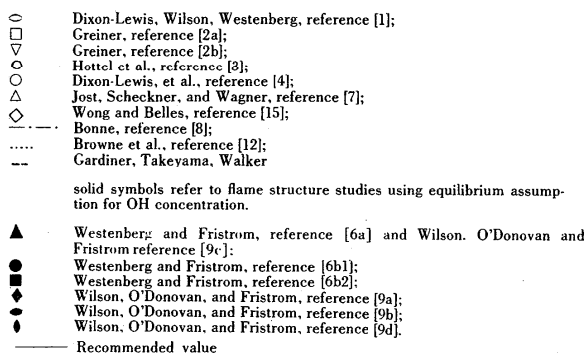 Dixon-Lewis, Wilson, Westenberg, reference [1];
Greiner, reference [2a];
Greiner, reference [2b];
Hottel et al., reference [3];
Dixon-Lewis, et al., reference [4];
Jost, Scheckner, and Wagner, reference [7];
Wong and Belles, reference [15];
Bonne, reference [8];
Browne et al., reference [12];
Gardiner, Takeyama, Walker
solid symbols refer to flame structure studies using equilibrium assump-
tion for OH concentration.
Westenberg and Fristrom, reference [6a] and Wilson. O'Donovan and
Fristrom reference [9c]:
Westenberg and Fristrom, reference [6b1];
Westenberg and Fristrom, reference [6b2];
Wilson, O'Donovan, and Fristrom, reference [9a];
Wilson, O'Donovan, and Fristrom, reference [9b];
Wilson, O'Donovan, and Fristrom, reference [9d].
Recommended value